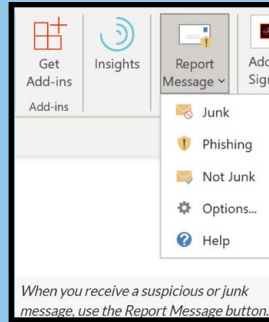 Get
Add-ins
Insights
Report
Message
Add-ins
Junk
Phishing
Not Junk
Options...
Help
When you receive a suspicious or junk
message, use the Report Message button.